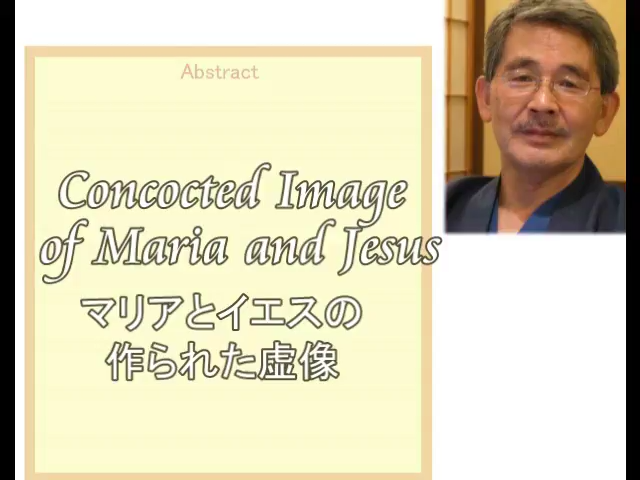 Abstract
Concocted Image
of Maria and Jesus
マリアとイエスの
作られた虚像